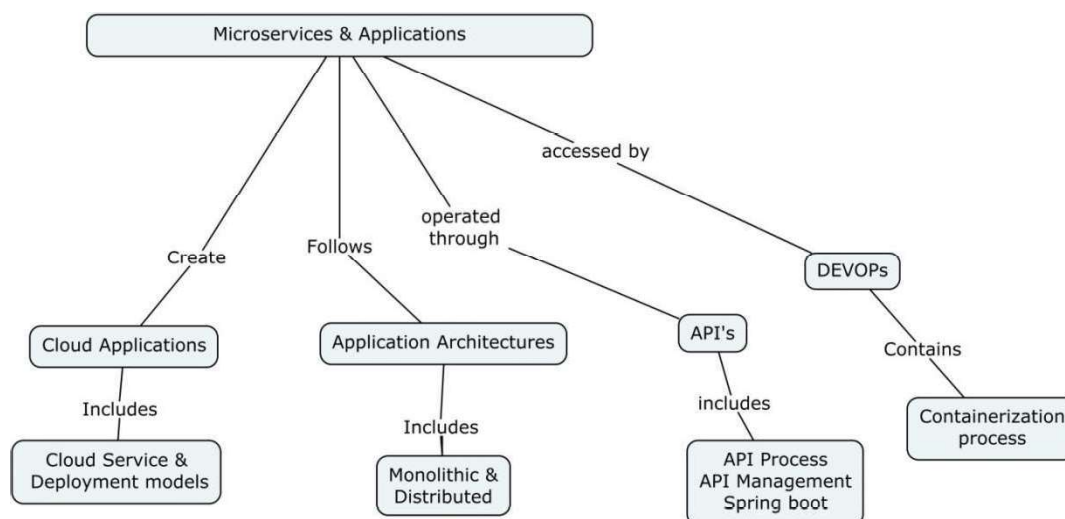 Microservices & Applications
accessed by
operated
through
Follows
Create
DEVOPs
Cloud Applications
Application Architectures
API's
Contains
Includes
Includes
includes
Containerization
process
Cloud Service &
Deployment models
Monolithic &
Distributed
API Process
API Management
Spring boot